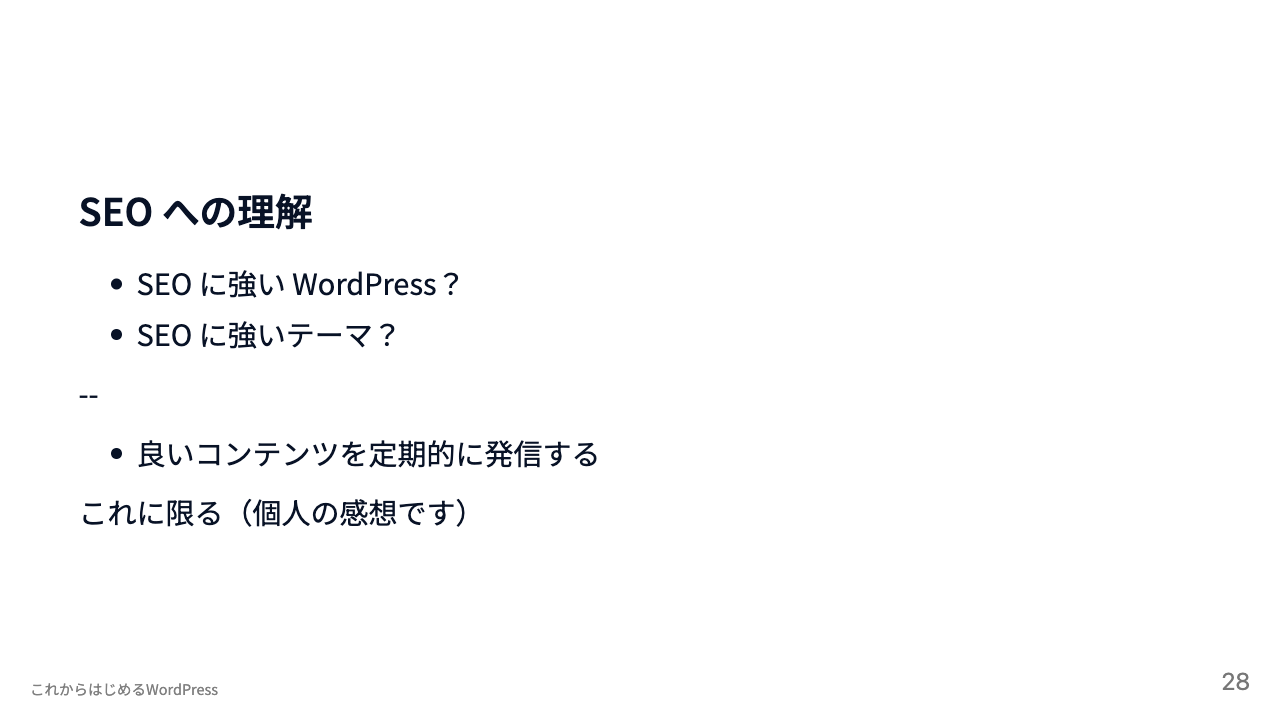 SEO への理解
• SEO に強い WordPress？
• SEO に強いテーマ？
--
• 良いコンテンツを定期的に発信する
これに限る（個人の感想です）
これからはじめるWordPress
28